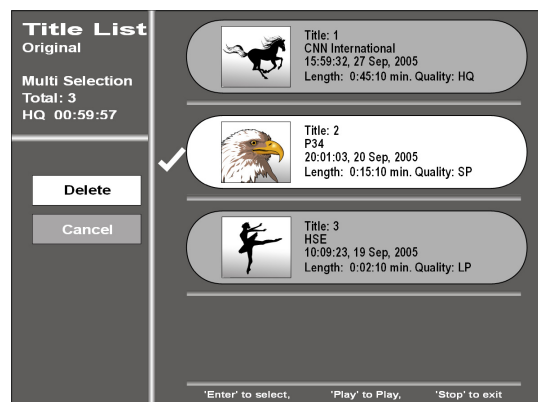 Title List
Original
Multi Selection
Total: 3
HQ 00:59:57
Delete
Cancel
Title: 1
CNN International
15:59:32, 27 Sep, 2005
Length: 0:45:10 min. Quality: HQ
Title: 2
P34
20:01:03, 20 Sep, 2005
Length: 0:15:10 min. Quality: SP
Title: 3
HSE
10:09:23, 19 Sep, 2005
Length: 0:02:10 min. Quality: LP
'Enter' to select, 'Play' to Play, 'Stop' to exit